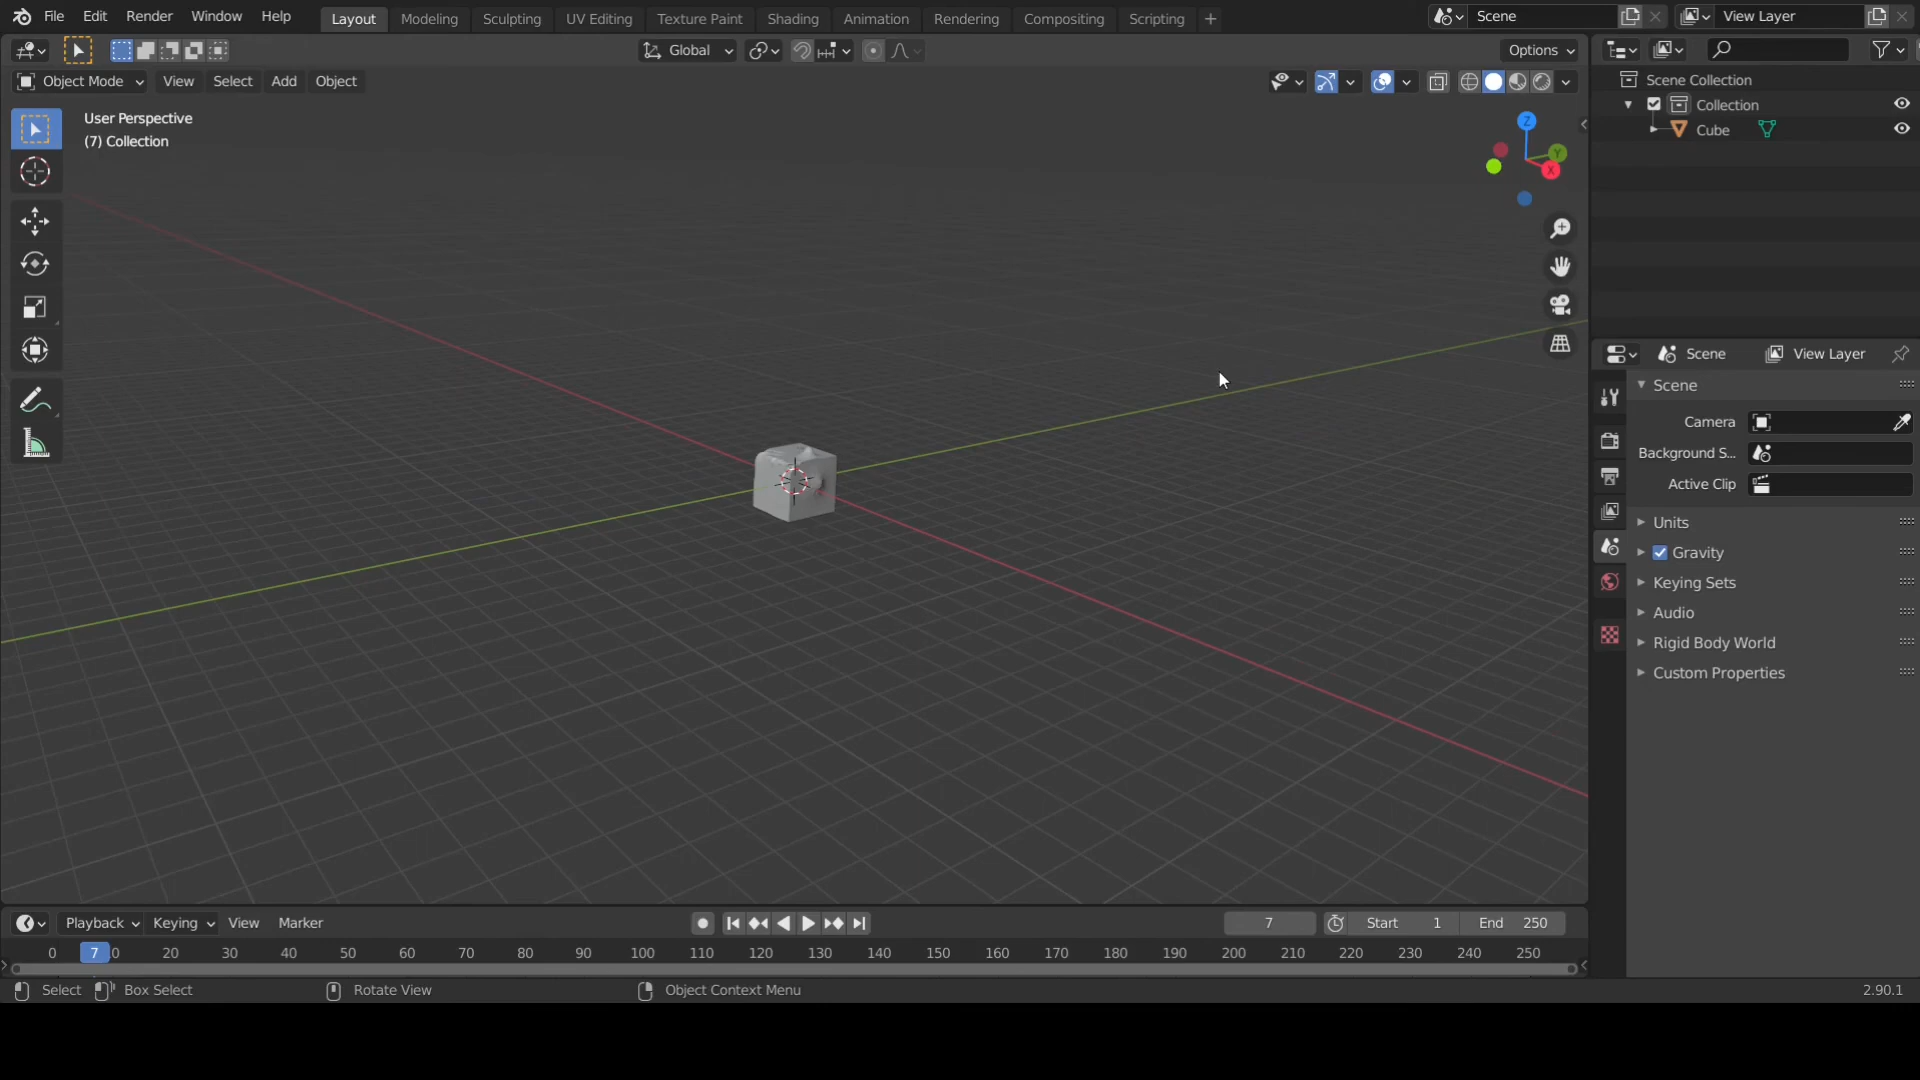 File Edit Render Window Help Layout Modeling Sculpting UV Editing Texture Paint Shading Animation Rendering Compositing Scripting + Scene View Layer
Global Options
Object Mode View Select Add Object
User Perspective
(7) Collection
Z
Y
X
Scene Collection
Collection
Cube
Scene View Layer
Scene
Camera
Background S...
Active Clip
Units
Gravity
Keying Sets
Audio
Rigid Body World
Custom Properties
Playback Keying View Marker 7 Start 1 End 250
0 7 0 20 30 40 50 60 70 80 90 100 110 120 130 140 150 160 170 180 190 200 210 220 230 240 250
Select Box Select Rotate View Object Context Menu 2.90.1